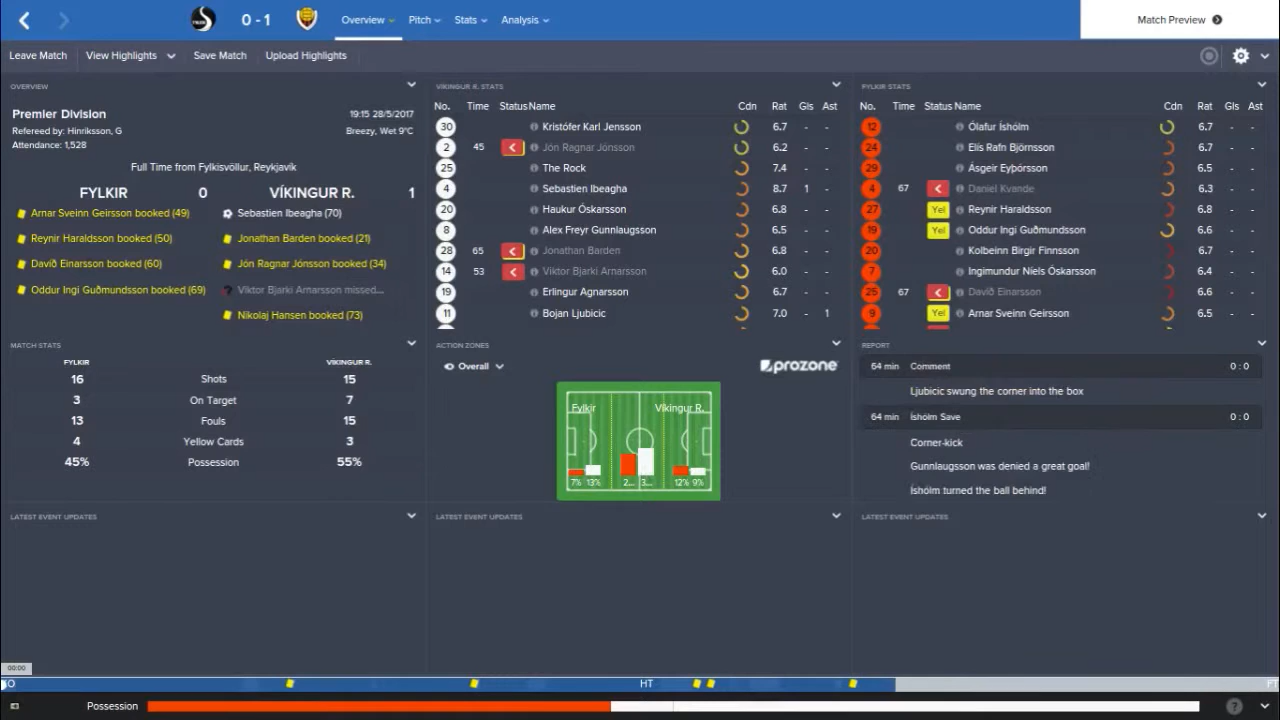 0 - 1 Overview Pitch Stats Analysis Match Preview
Leave Match View Highlights Save Match Upload Highlights
OVERVIEW
Premier Division 19:15 28/5/2017
Refereed by: Hinriksson, G Breezy, Wet 9°C
Attendance: 1,528
Full Time from Fylkisvöllur, Reykjavik
FYLKIR 0 VÍKINGUR R. 1
Arnar Sveinn Geirsson booked (49) Sebastien Ibeagha (70)
Reynir Haraldsson booked (50) Jonathan Barden booked (21)
Davíð Einarsson booked (60) Jón Ragnar Jónsson booked (34)
Oddur Ingi Guðmundsson booked (69) Viktor Bjarki Arnarsson missed...
Nikolaj Hansen booked (73)
VÍKINGUR R. STATS
No. Time Status Name Cdn Rat Gls Ast
30 Kristófer Karl Jensson 6.7 - -
2 45 Jón Ragnar Jónsson 6.2 - -
25 The Rock 7.4 - -
4 Sebastien Ibeagha 8.7 1 -
20 Haukur Óskarsson 6.8 - -
8 Alex Freyr Gunnlaugsson 6.5 - -
28 65 Jonathan Barden 6.8 - -
14 53 Viktor Bjarki Arnarsson 6.0 - -
19 Erlingur Agnarsson 6.7 - -
11 Bojan Ljubicic 7.0 - 1
FYLKIR STATS
No. Time Status Name Cdn Rat Gls Ast
12 Ólafur Íshólm 6.7 - -
24 Elís Rafn Björnsson 6.7 - -
29 Ásgeir Eyþórsson 6.5 - -
4 67 Daniel Kvande 6.3 - -
27 Yel Reynir Haraldsson 6.8 - -
19 Yel Oddur Ingi Guðmundsson 6.6 - -
20 Kolbeinn Birgir Finnsson 6.7 - -
7 Ingimundur Níels Óskarsson 6.4 - -
25 67 Davíð Einarsson 6.6 - -
9 Yel Arnar Sveinn Geirsson 6.5 - -
MATCH STATS
FYLKIR VÍKINGUR R.
16 Shots 15
3 On Target 7
13 Fouls 15
4 Yellow Cards 3
45% Possession 55%
ACTION ZONES
Overall prozone
Fylkir Víkingur R.
7% 13% 2... 3... 12% 9%
REPORT
64 min Comment 0 : 0
Ljubicic swung the corner into the box
64 min Íshólm Save 0 : 0
Corner-kick
Gunnlaugsson was denied a great goal!
Íshólm turned the ball behind!
LATEST EVENT UPDATES
LATEST EVENT UPDATES
LATEST EVENT UPDATES
00:00
HT
Possession